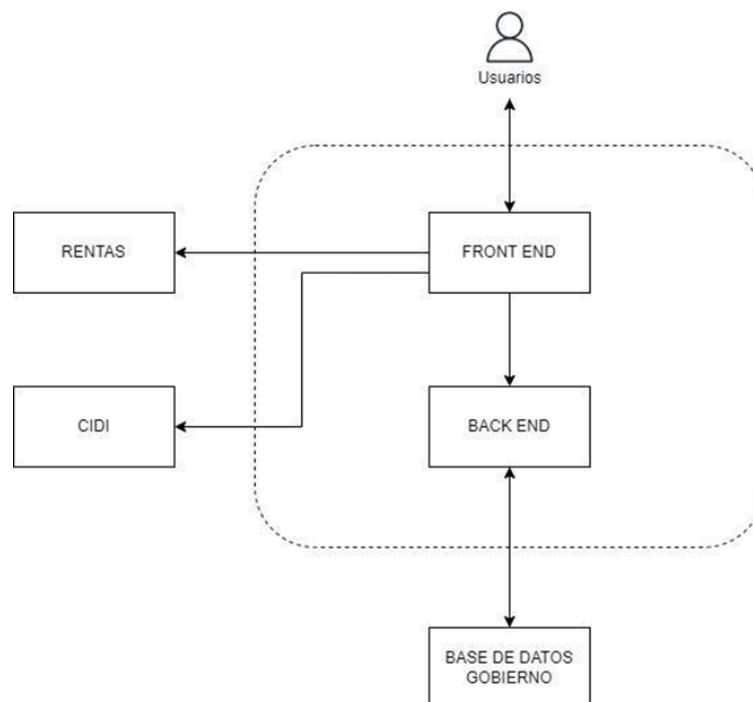 Usuarios
RENTAS
FRONT END
CIDI
BACK END
BASE DE DATOS
GOBIERNO